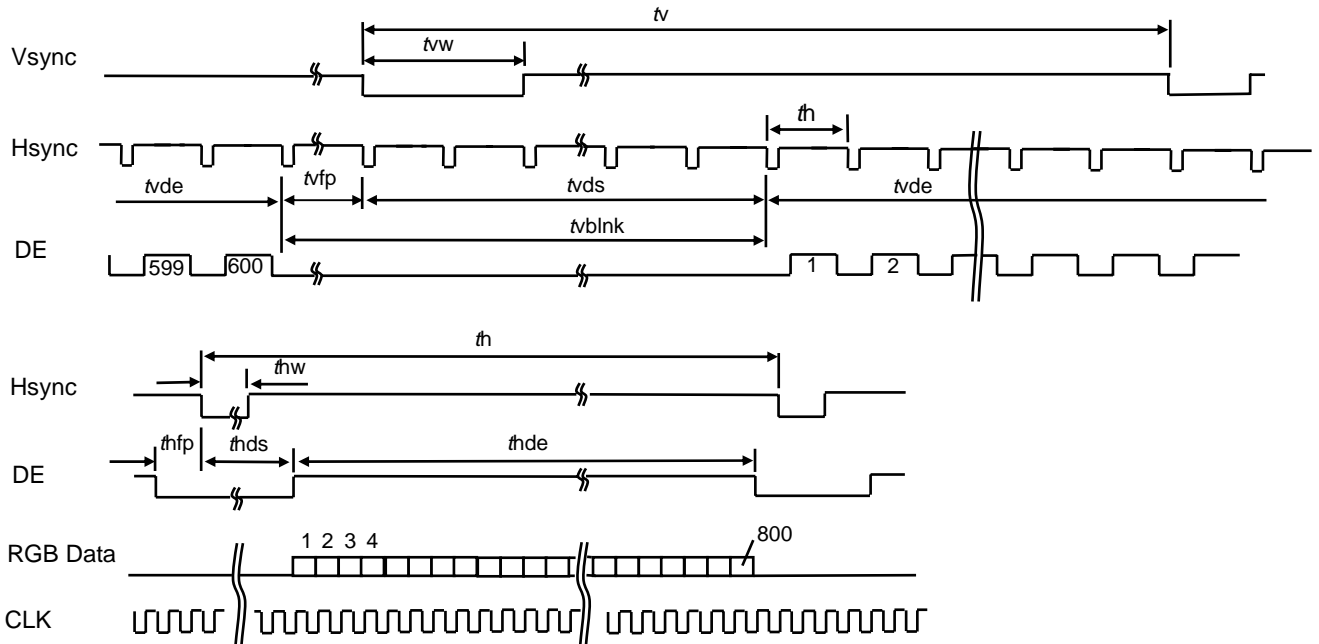 tv
tvw
Vsync
th
Hsync
tvde
tvfp
tvds
tvde
tvblnk
DE
599
600
1
2
th
thw
Hsync
thfp
thds
thde
DE
800
1 2 3 4
RGB Data
CLK